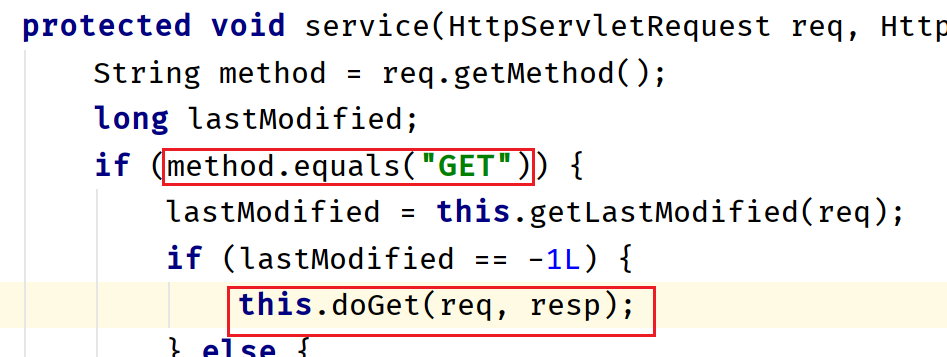 protected void service(HttpServletRequest req, Http
String method = req.getMethod();
long lastModified;
if (method.equals("GET")) {
lastModified = this.getLastModified(req);
if (lastModified == -1L) {
this.doGet(req, resp);
} else {